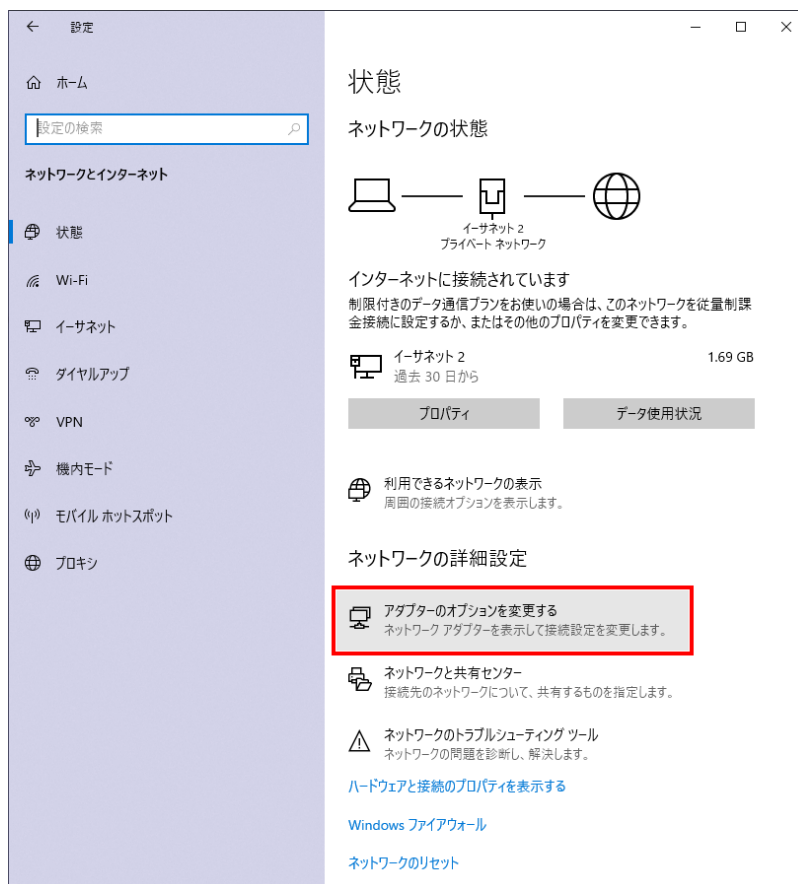 設定
ホーム
設定の検索
ネットワークとインターネット
状態
Wi-Fi
イーサネット
ダイヤルアップ
VPN
機内モード
モバイル ホットスポット
プロキシ
状態
ネットワークの状態
イーサネット 2
プライベート ネットワーク
インターネットに接続されています
制限付きのデータ通信プランをお使いの場合は、このネットワークを従量制課
金接続に設定するか、またはその他のプロパティを変更できます。
イーサネット 2
1.69 GB
過去 30 日から
プロパティ
データ使用状況
利用できるネットワークの表示
周囲の接続オプションを表示します。
ネットワークの詳細設定
アダプターのオプションを変更する
ネットワーク アダプターを表示して接続設定を変更します。
ネットワークと共有センター
接続先のネットワークについて、共有するものを指定します。
ネットワークのトラブルシューティング ツール
ネットワークの問題を診断し、解決します。
ハードウェアと接続のプロパティを表示する
Windows ファイアウォール
ネットワークのリセット